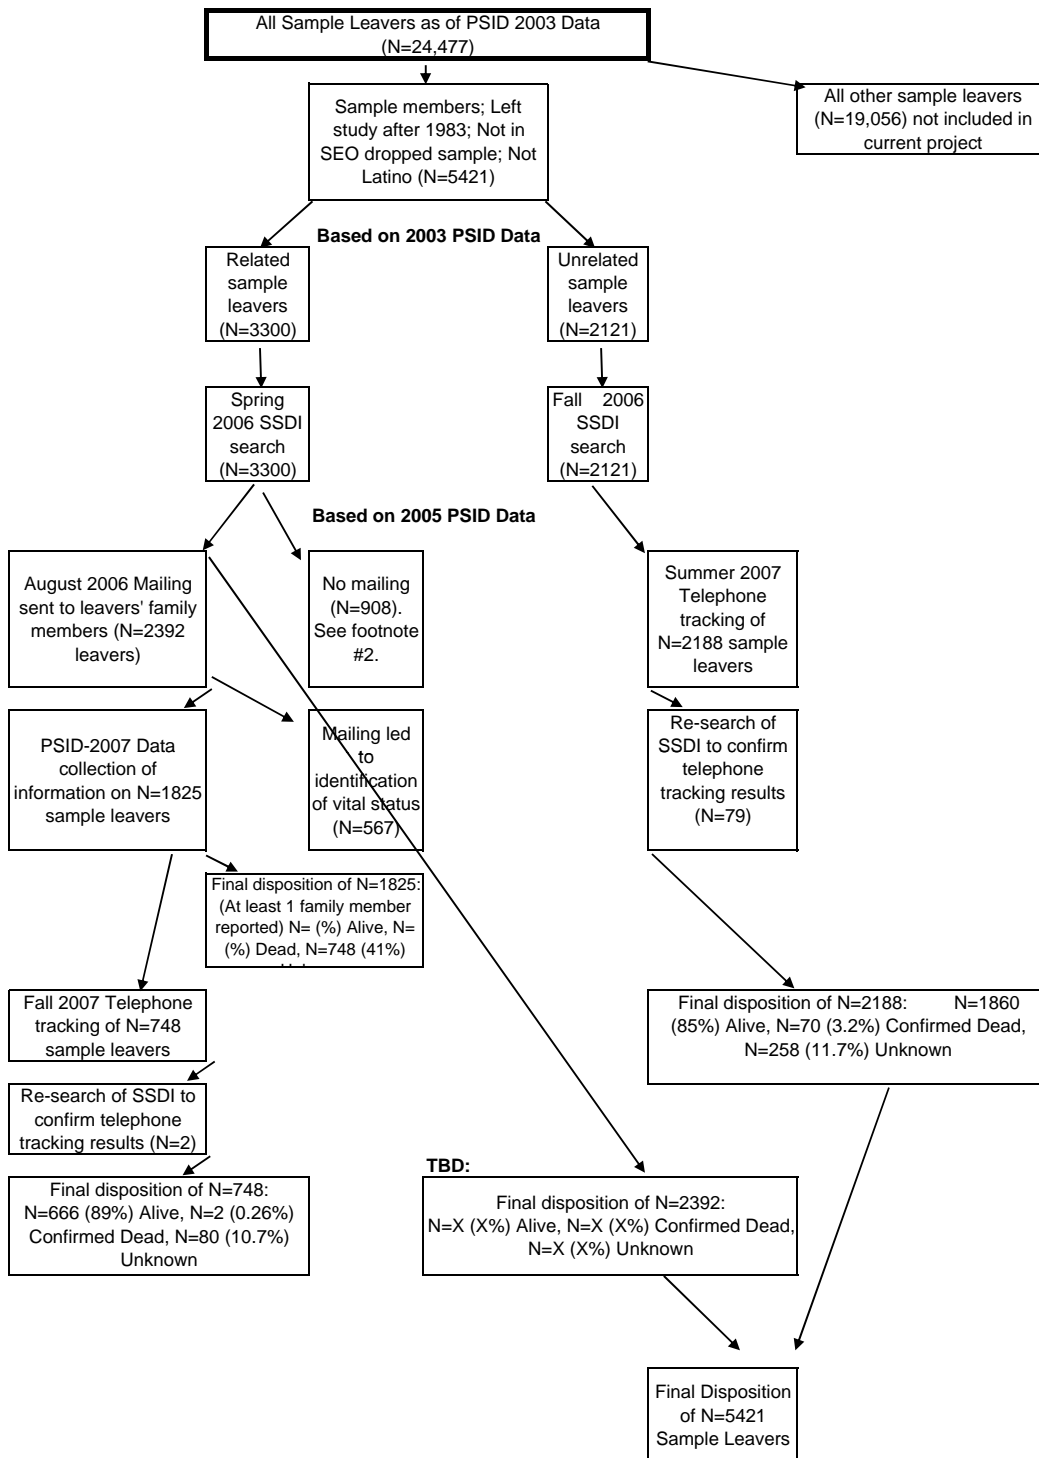 All Sample Leavers as of PSID 2003 Data
(N=24,477)
All other sample leavers
(N=19,056) not included in
current project
Sample members; Left
study after 1983; Not in
SEO dropped sample; Not
Latino (N=5421)
Based on 2003 PSID Data
Related
sample
leavers
(N=3300)
Unrelated
sample
leavers
(N=2121)
Spring
2006 SSDI
search
(N=3300)
Fall 2006
SSDI
search
(N=2121)
Based on 2005 PSID Data
August 2006 Mailing
sent to leavers' family
members (N=2392
leavers)
No mailing
(N=908).
See footnote
#2.
Summer 2007
Telephone
tracking of
N=2188 sample
leavers
PSID-2007 Data
collection of
information on N=1825
sample leavers
Mailing led
to
identification
of vital status
(N=567)
Re-search of
SSDI to confirm
telephone
tracking results
(N=79)
Final disposition of N=1825:
(At least 1 family member
reported) N= (%) Alive, N=
(%) Dead, N=748 (41%)
Fall 2007 Telephone
tracking of N=748
sample leavers
Final disposition of N=2188: N=1860
(85%) Alive, N=70 (3.2%) Confirmed Dead,
N=258 (11.7%) Unknown
Re-search of SSDI to
confirm telephone
tracking results (N=2)
TBD:
Final disposition of N=748:
N=666 (89%) Alive, N=2 (0.26%)
Confirmed Dead, N=80 (10.7%)
Unknown
Final disposition of N=2392:
N=X (X%) Alive, N=X (X%) Confirmed Dead,
N=X (X%) Unknown
Final Disposition
of N=5421
Sample Leavers